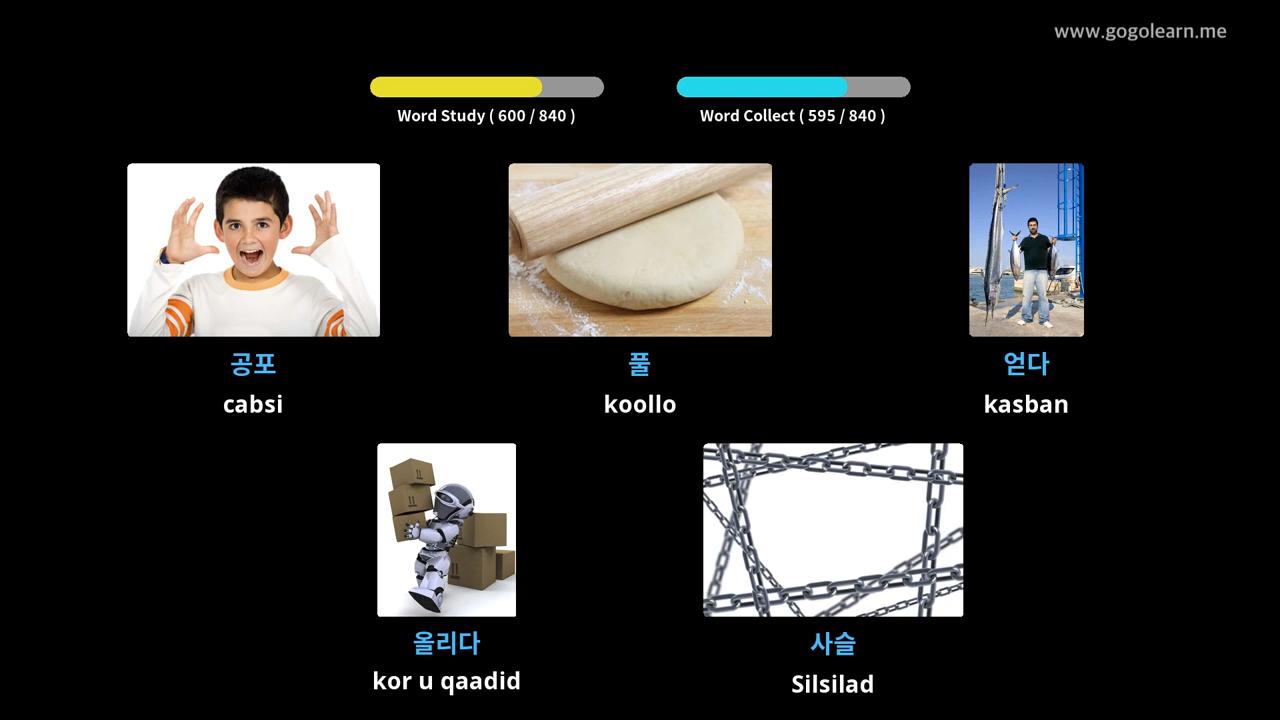 www.gogolearn.me
Word Study ( 600 / 840 )
Word Collect ( 595 / 840 )
공포
cabsi
풀
koollo
얻다
kasban
올리다
kor u qaadid
사슬
Silsilad